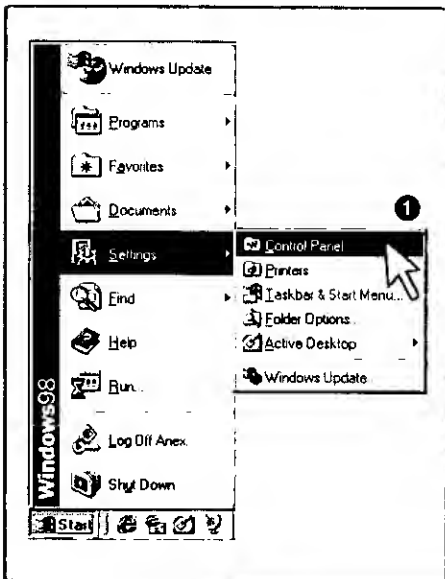 Windows Update
Programs
Favorites
Documents
Settings
Find
Help
Run...
Log Off Anex...
Shut Down
Windows98
Start
1
Control Panel
Printers
Taskbar & Start Menu...
Folder Options...
Active Desktop
Windows Update